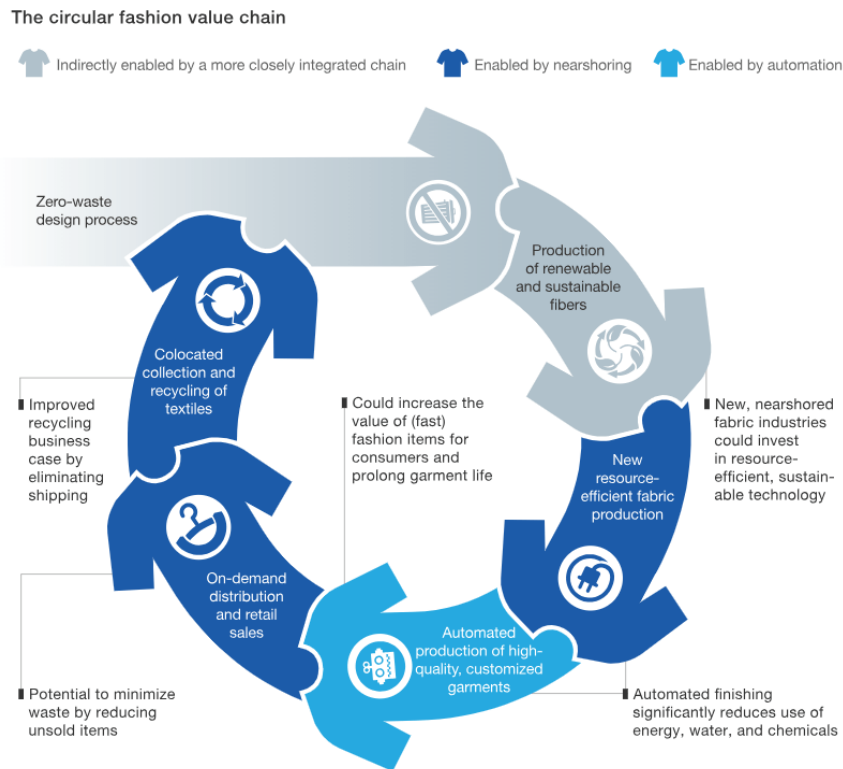 The circular fashion value chain
Indirectly enabled by a more closely integrated chain
Enabled by nearshoring
Enabled by automation
Zero-waste
design process
Production
of renewable
and sustainable
fibers
New, nearshored
fabric industries
could invest
in resource-
efficient, sustain-
able technology
New
resource-
efficient fabric
production
Automated finishing
significantly reduces use of
energy, water, and chemicals
Automated
production of high-
quality, customized
garments
Could increase the
value of (fast)
fashion items for
consumers and
prolong garment life
On-demand
distribution
and retail
sales
Potential to minimize
waste by reducing
unsold items
Colocated
collection and
recycling of
textiles
Improved
recycling
business
case by
eliminating
shipping